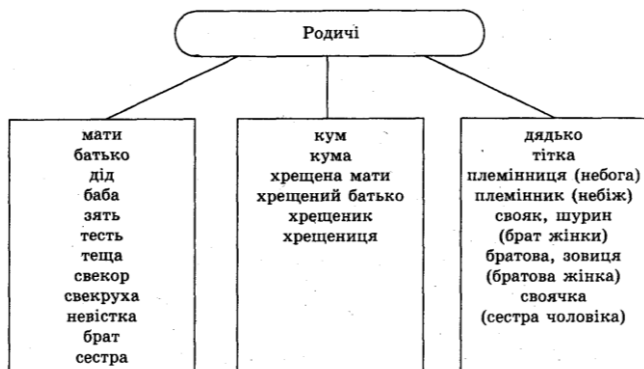 Родичі
мати
батько
дід
баба
зять
тесть
теща
свекор
свекруха
невістка
брат
сестра
кум
кума
хрещена мати
хрещений батько
хрещеник
хрещениця
дядько
тітка
племінниця (небога)
племінник (небіж)
свояк, шурин
(брат жінки)
братова, зовиця
(братова жінка)
своячка
(сестра чоловіка)